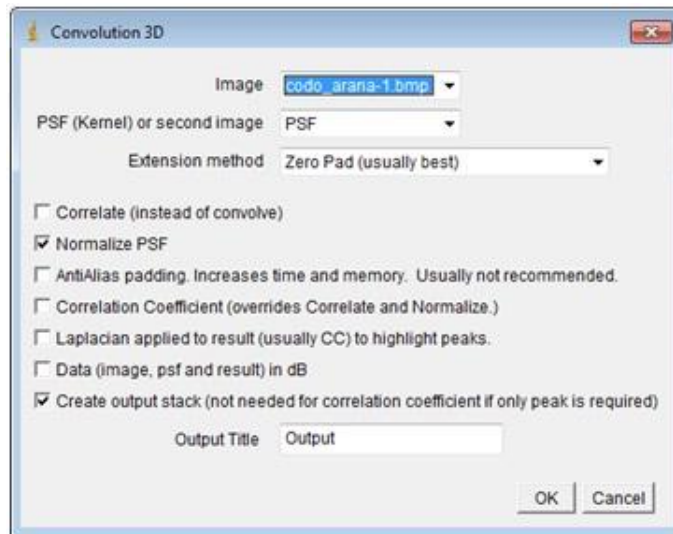 Convolution 3D
Image codo_arana-1.bmp
PSF (Kernel) or second image PSF
Extension method Zero Pad (usually best)
Correlate (instead of convolve)
Normalize PSF
AntiAlias padding. Increases time and memory. Usually not recommended.
Correlation Coefficient (overrides Correlate and Normalize.)
Laplacian applied to result (usually CC) to highlight peaks.
Data (image, psf and result) in dB
Create output stack (not needed for correlation coefficient if only peak is required)
Output Title Output
OK Cancel